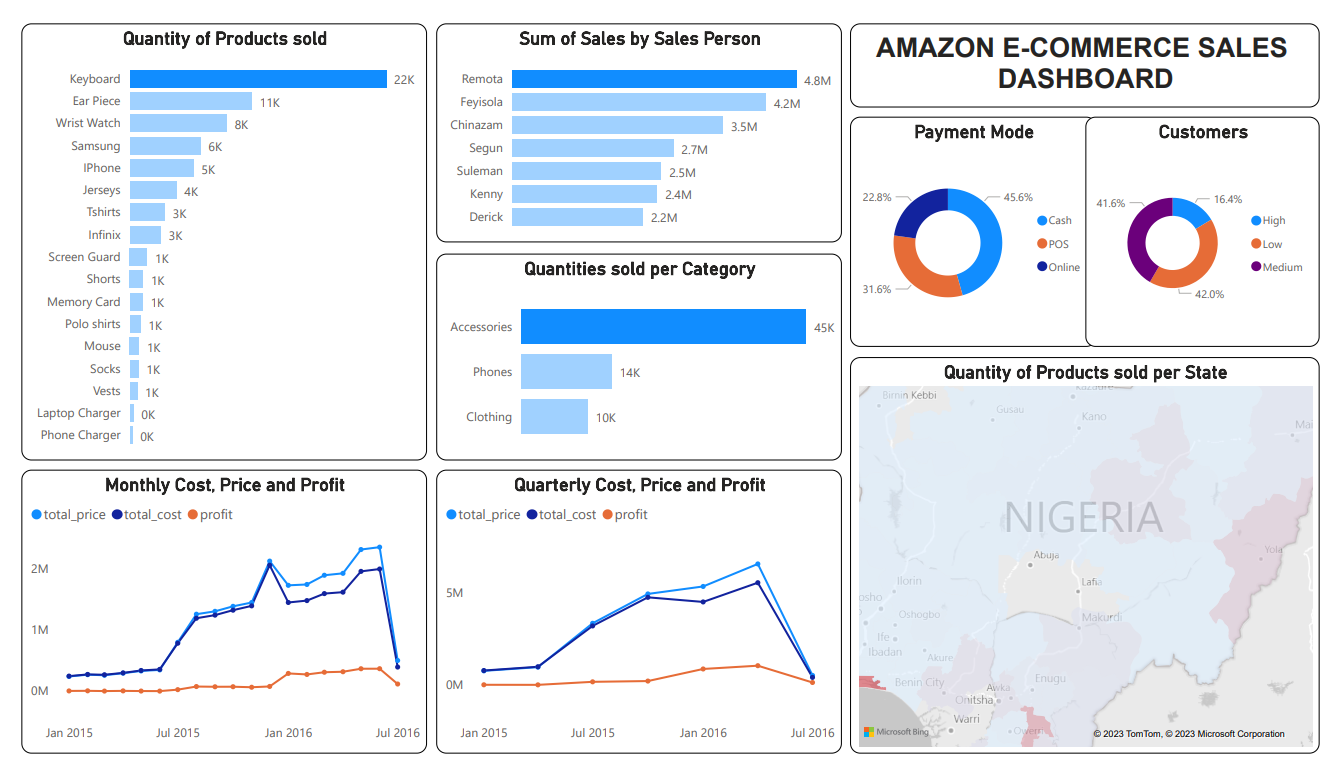 Quantity of Products sold
Keyboard 22K
Ear Piece 11K
Wrist Watch 8K
Samsung 6K
IPhone 5K
Jerseys 4K
Tshirts 3K
Infinix 3K
Screen Guard 1K
Shorts 1K
Memory Card 1K
Polo shirts 1K
Mouse 1K
Socks 1K
Vests 1K
Laptop Charger 0K
Phone Charger 0K
Sum of Sales by Sales Person
Remota 4.8M
Feyisola 4.2M
Chinazam 3.5M
Segun 2.7M
Suleman 2.5M
Kenny 2.4M
Derick 2.2M
Quantities sold per Category
Accessories 45K
Phones 14K
Clothing 10K
AMAZON E-COMMERCE SALES
DASHBOARD
Payment Mode
22.8%
45.6%
31.6%
Cash
POS
Online
Customers
41.6%
16.4%
42.0%
High
Low
Medium
Monthly Cost, Price and Profit
total_price total_cost profit
2M
1M
0M
Jan 2015 Jul 2015 Jan 2016 Jul 2016
Quarterly Cost, Price and Profit
total_price total_cost profit
5M
0M
Jan 2015 Jul 2015 Jan 2016 Jul 2016
Quantity of Products sold per State
Birnin Kebbi
Gusau
Kano
Mai
NIGERIA
Abuja
Yola
Lafia
Ilorin
osho
Oshogbo
Makurdi
Ife
Ibadan
Akure
Enugu
Benin City
Awka
Onitsha
Warri
Owerri
Microsoft Bing
© 2023 TomTom, © 2023 Microsoft Corporation